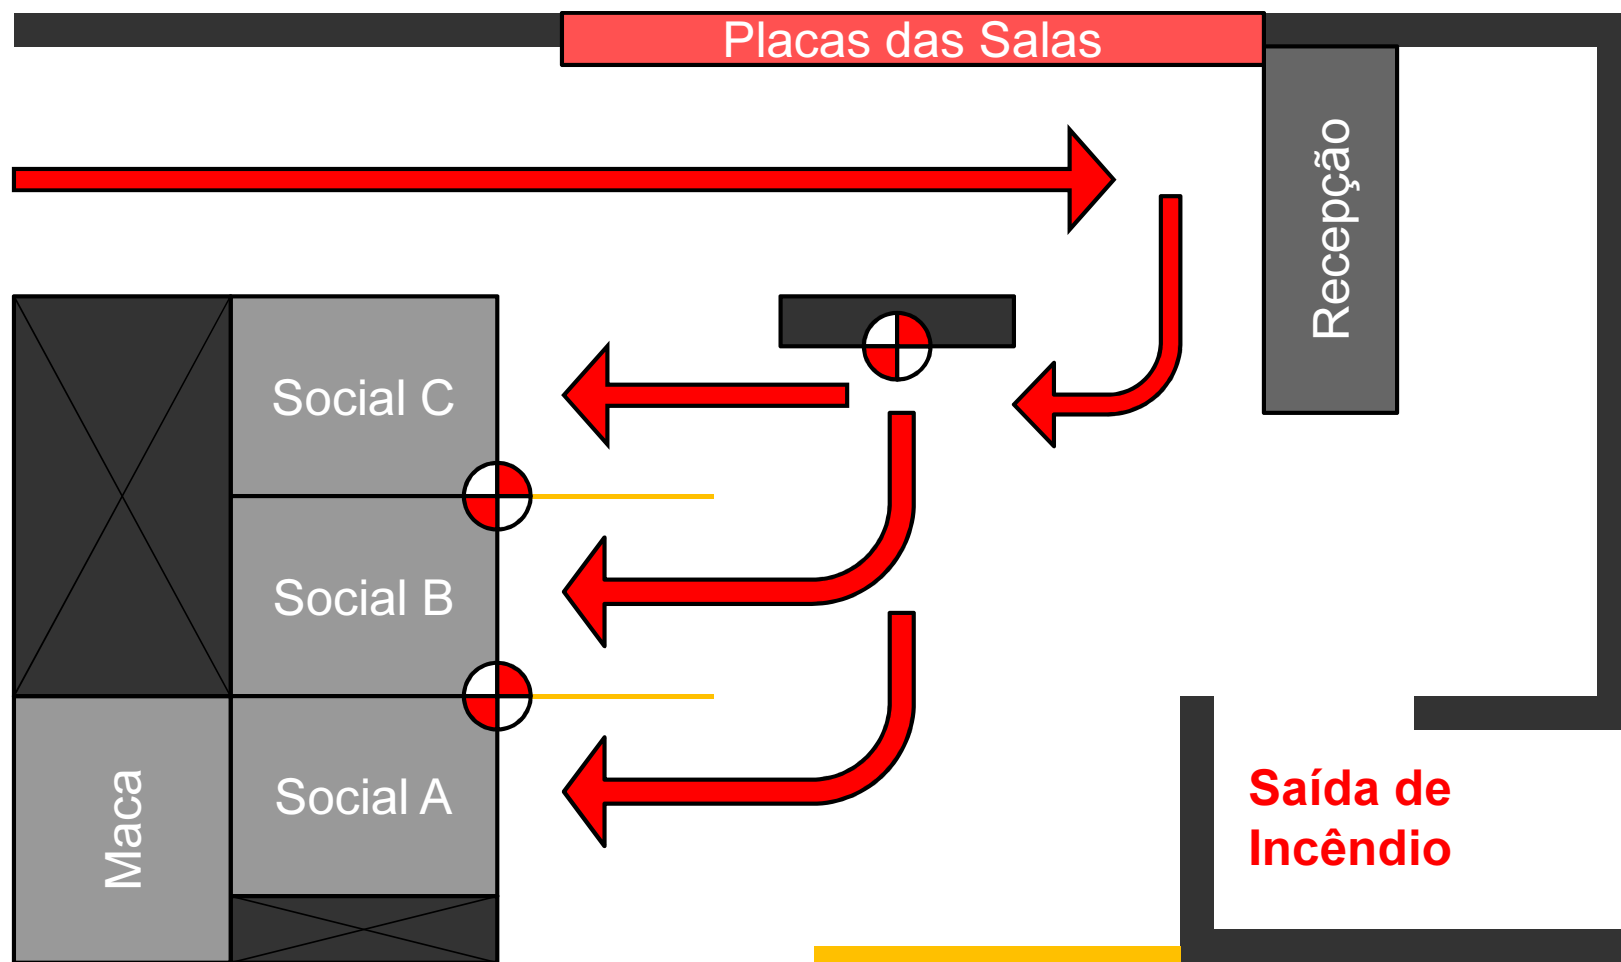 Placas das Salas
Recepção
Social C
Social B
Social A
Maca
Saída de
Incêndio